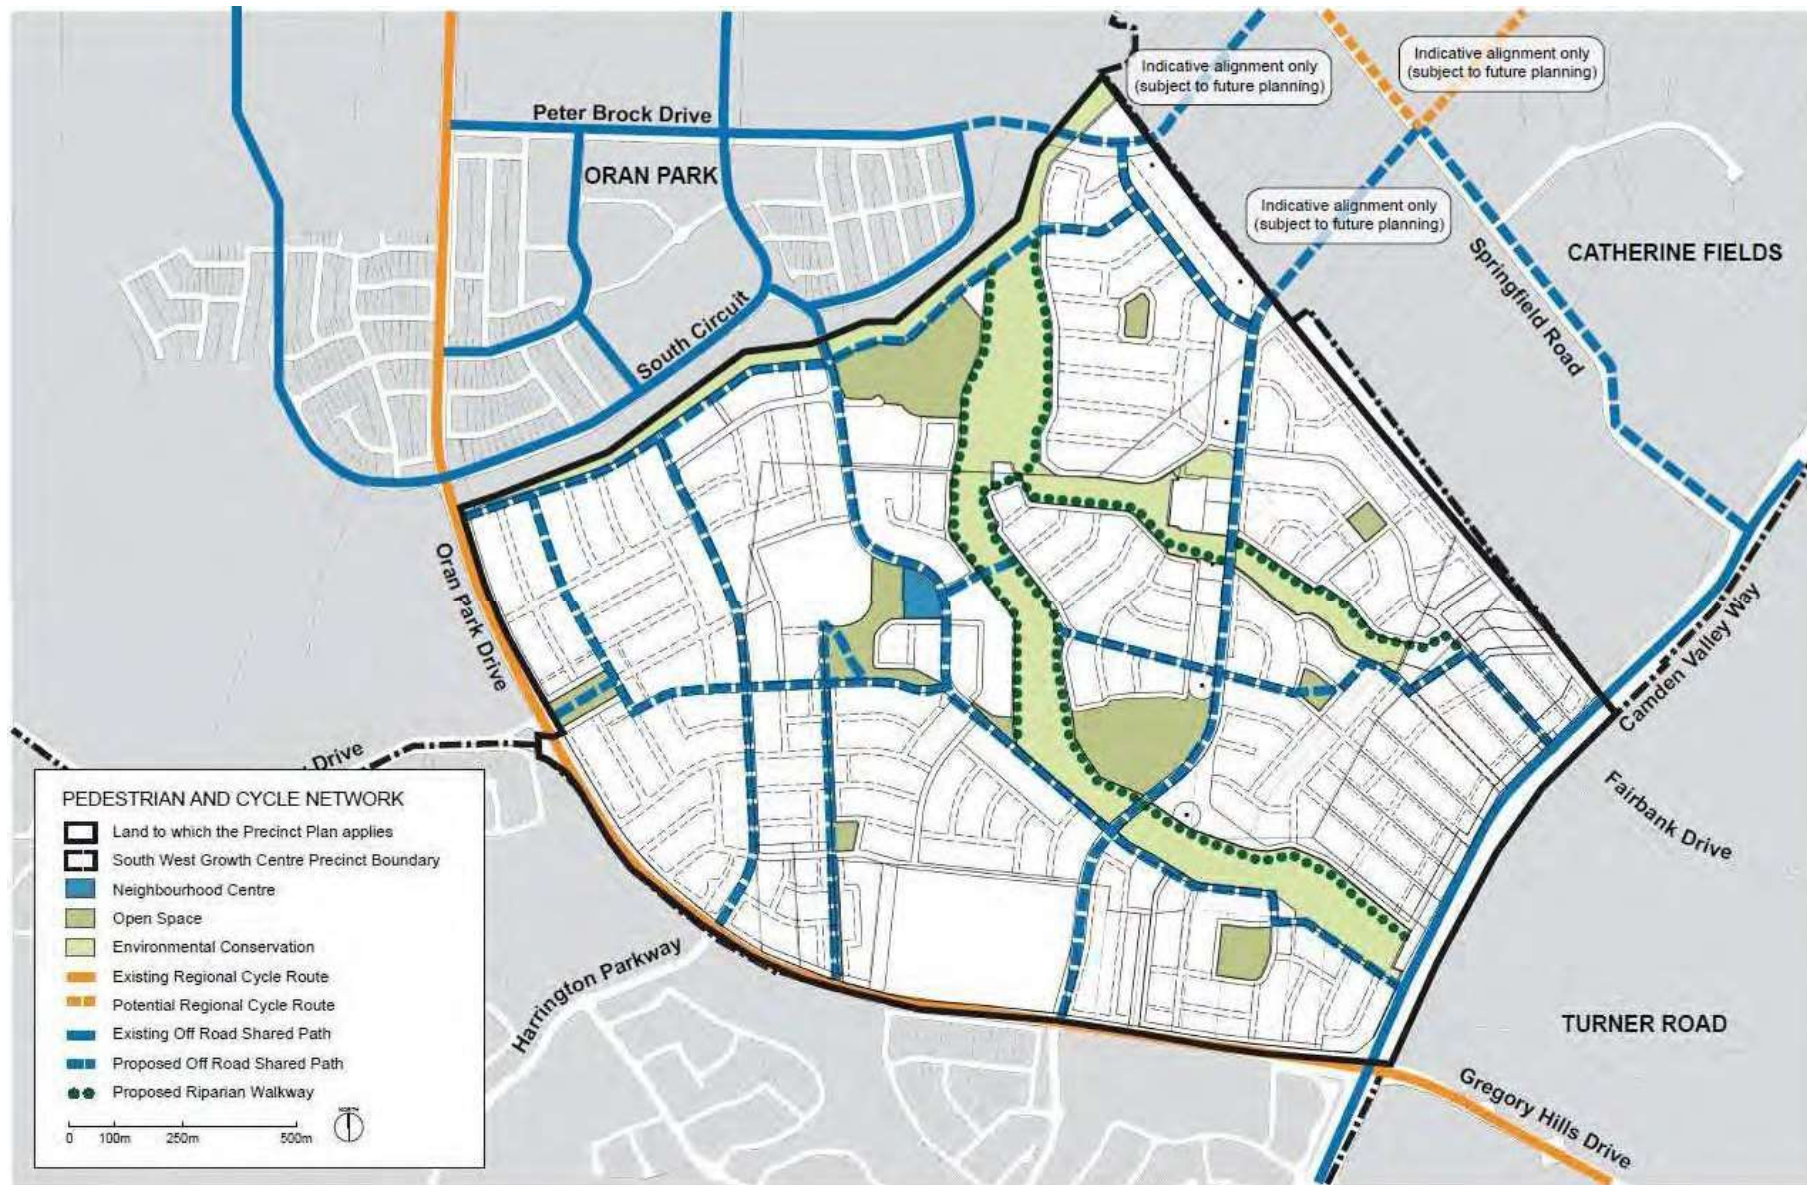 Indicative alignment only
(subject to future planning)
Indicative alignment only
(subject to future planning)
Peter Brock Drive
ORAN PARK
Indicative alignment only
(subject to future planning)
CATHERINE FIELDS
Springfield Road
South Circuit
Oran Park Drive
Camden Valley Way
Drive
Fairbank Drive
Harrington Parkway
TURNER ROAD
Gregory Hills Drive
PEDESTRIAN AND CYCLE NETWORK
Land to which the Precinct Plan applies
South West Growth Centre Precinct Boundary
Neighbourhood Centre
Open Space
Environmental Conservation
Existing Regional Cycle Route
Potential Regional Cycle Route
Existing Off Road Shared Path
Proposed Off Road Shared Path
Proposed Riparian Walkway
NORTH
0 100m 250m 500m